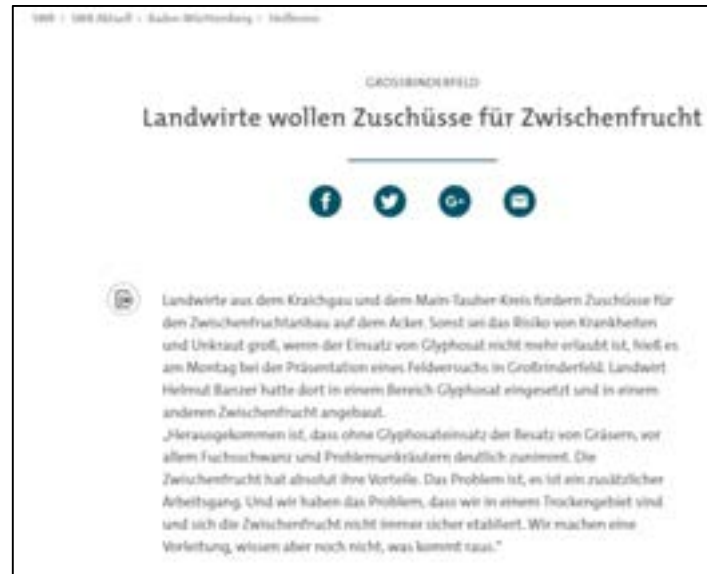 SWR > SWR Aktuell > Baden-Württemberg > Heilbronn
GROSSRINDERFELD
Landwirte wollen Zuschüsse für Zwischenfrucht
Landwirte aus dem Kraichgau und dem Main-Tauber-Kreis fordern Zuschüsse für
den Zwischenfruchtanbau auf dem Acker. Sonst sei das Risiko von Krankheiten
und Unkraut groß, wenn der Einsatz von Glyphosat nicht mehr erlaubt ist, hieß es
am Montag bei der Präsentation eines Feldversuchs in Großrinderfeld. Landwirt
Helmut Banzer hatte dort in einem Bereich Glyphosat eingesetzt und in einem
anderen Zwischenfrucht angebaut.
„Herausgekommen ist, dass ohne Glyphosateinsatz der Besatz von Gräsern, vor
allem Fuchsschwanz und Problemunkräutern deutlich zunimmt. Die
Zwischenfrucht hat absolut ihre Vorteile. Das Problem ist, es ist ein zusätzlicher
Arbeitsgang. Und wir haben das Problem, dass wir in einem Trockengebiet sind
und sich die Zwischenfrucht nicht immer sicher etabliert. Wir machen eine
Vorleitung, wissen aber noch nicht, was kommt raus."